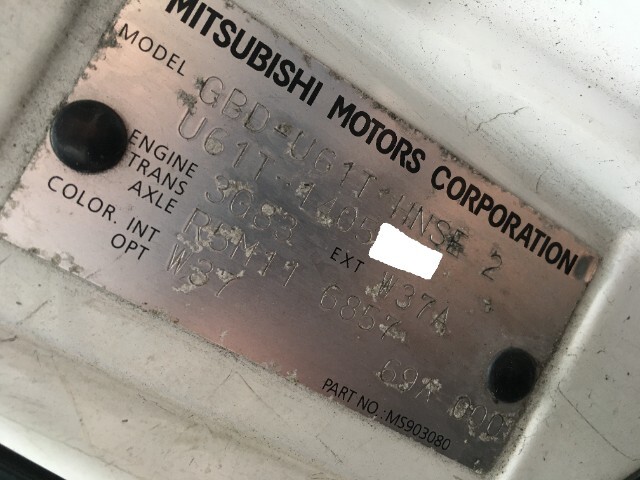 MITSUBISHI MOTORS CORPORATION
MODEL GBD-U61T·HNSE 2
U61T-1405
ENGINE 3G83
TRANS AXLE R5M11 6857
COLOR. INT W37 EXT W37A
OPT
PART NO.:MS903080